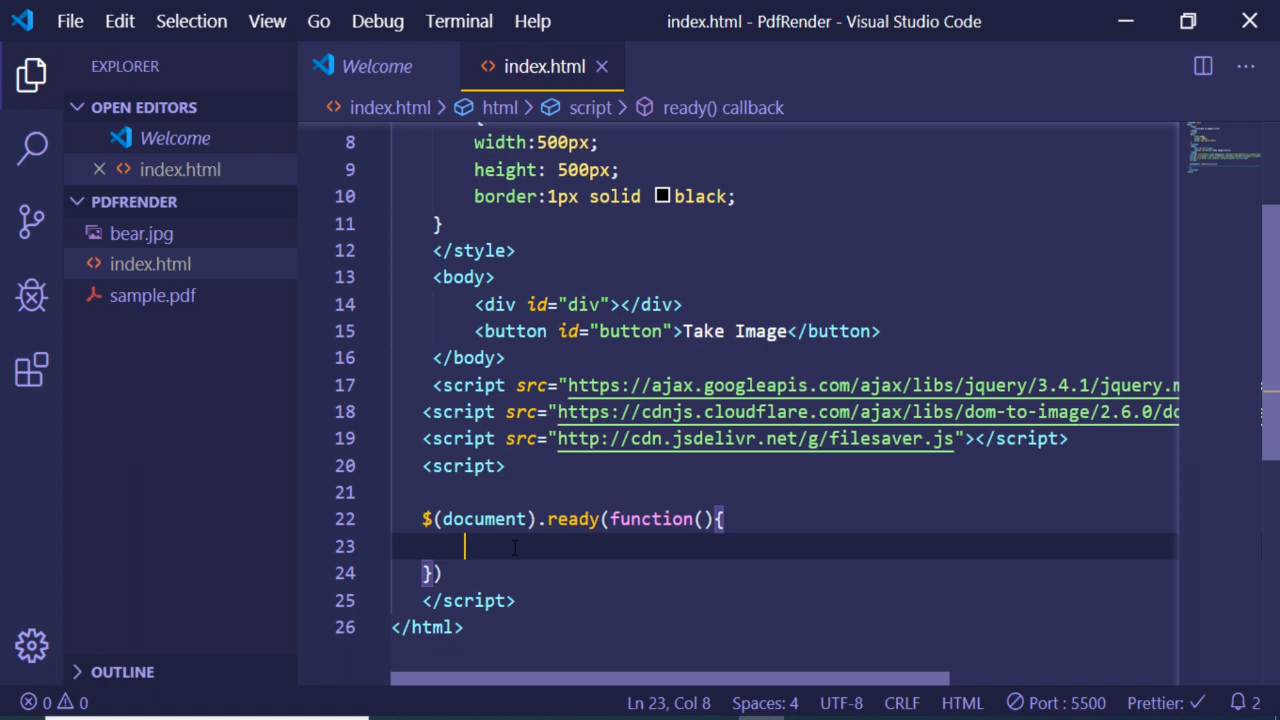 File Edit Selection View Go Debug Terminal Help index.html - PdfRender - Visual Studio Code
EXPLORER
OPEN EDITORS
Welcome
index.html
PDFRENDER
bear.jpg
index.html
sample.pdf
OUTLINE
Welcome index.html
index.html html script ready() callback
8 width:500px;
9 height: 500px;
10 border:1px solid black;
11 }
12 </style>
13 <body>
14 <div id="div"></div>
15 <button id="button">Take Image</button>
16 </body>
17 <script src="https://ajax.googleapis.com/ajax/libs/jquery/3.4.1/jquery.
18 <script src="https://cdnjs.cloudflare.com/ajax/libs/dom-to-image/2.6.0/
19 <script src="http://cdn.jsdelivr.net/g/filesaver.js"></script>
20 <script>
21
22 $(document).ready(function(){
23
24 })
25 </script>
26 </html>
0 0 Ln 23, Col 8 Spaces: 4 UTF-8 CRLF HTML Port : 5500 Prettier: 2